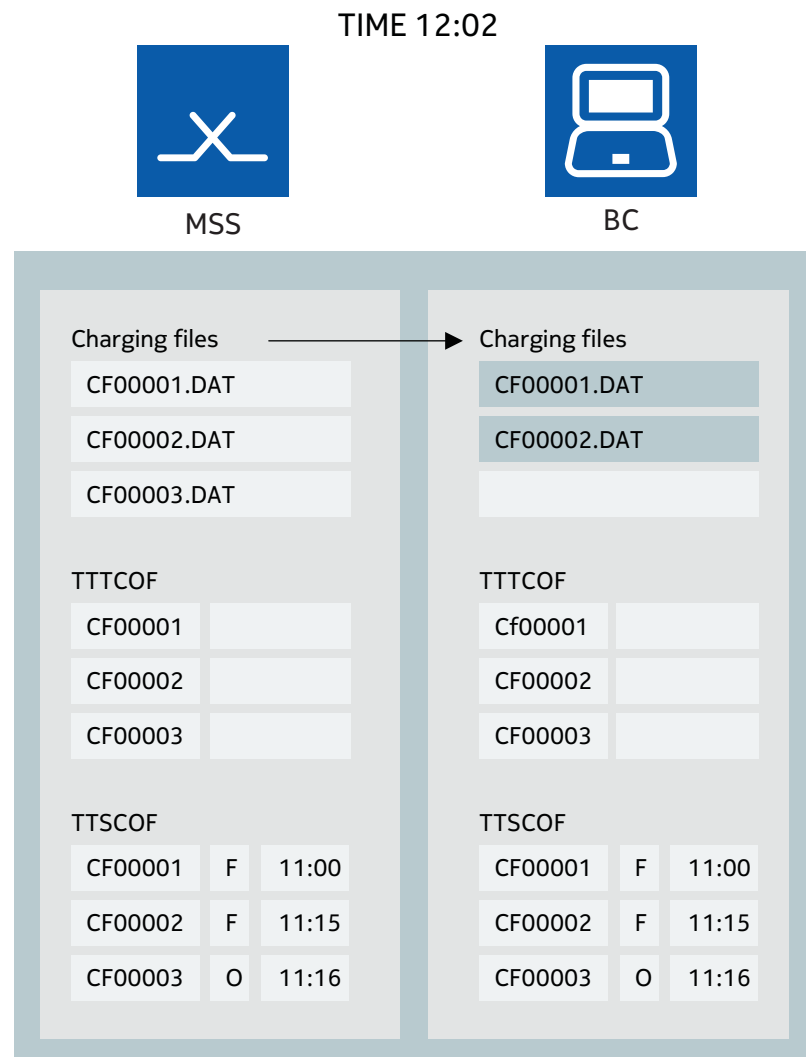 TIME 12:02
MSS
BC
Charging files
CF00001.DAT
CF00002.DAT
CF00003.DAT
TTTCOF
CF00001
CF00002
CF00003
TTSCOF
CF00001 F 11:00
CF00002 F 11:15
CF00003 O 11:16
Charging files
CF00001.DAT
CF00002.DAT
TTTCOF
Cf00001
CF00002
CF00003
TTSCOF
CF00001 F 11:00
CF00002 F 11:15
CF00003 O 11:16